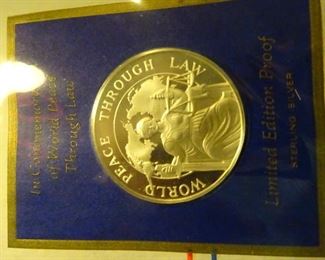 In Commemoration
of World Peace
Through Law
WORLD PEACE THROUGH LAW
Limited Edition Proof
STERLING SILVER